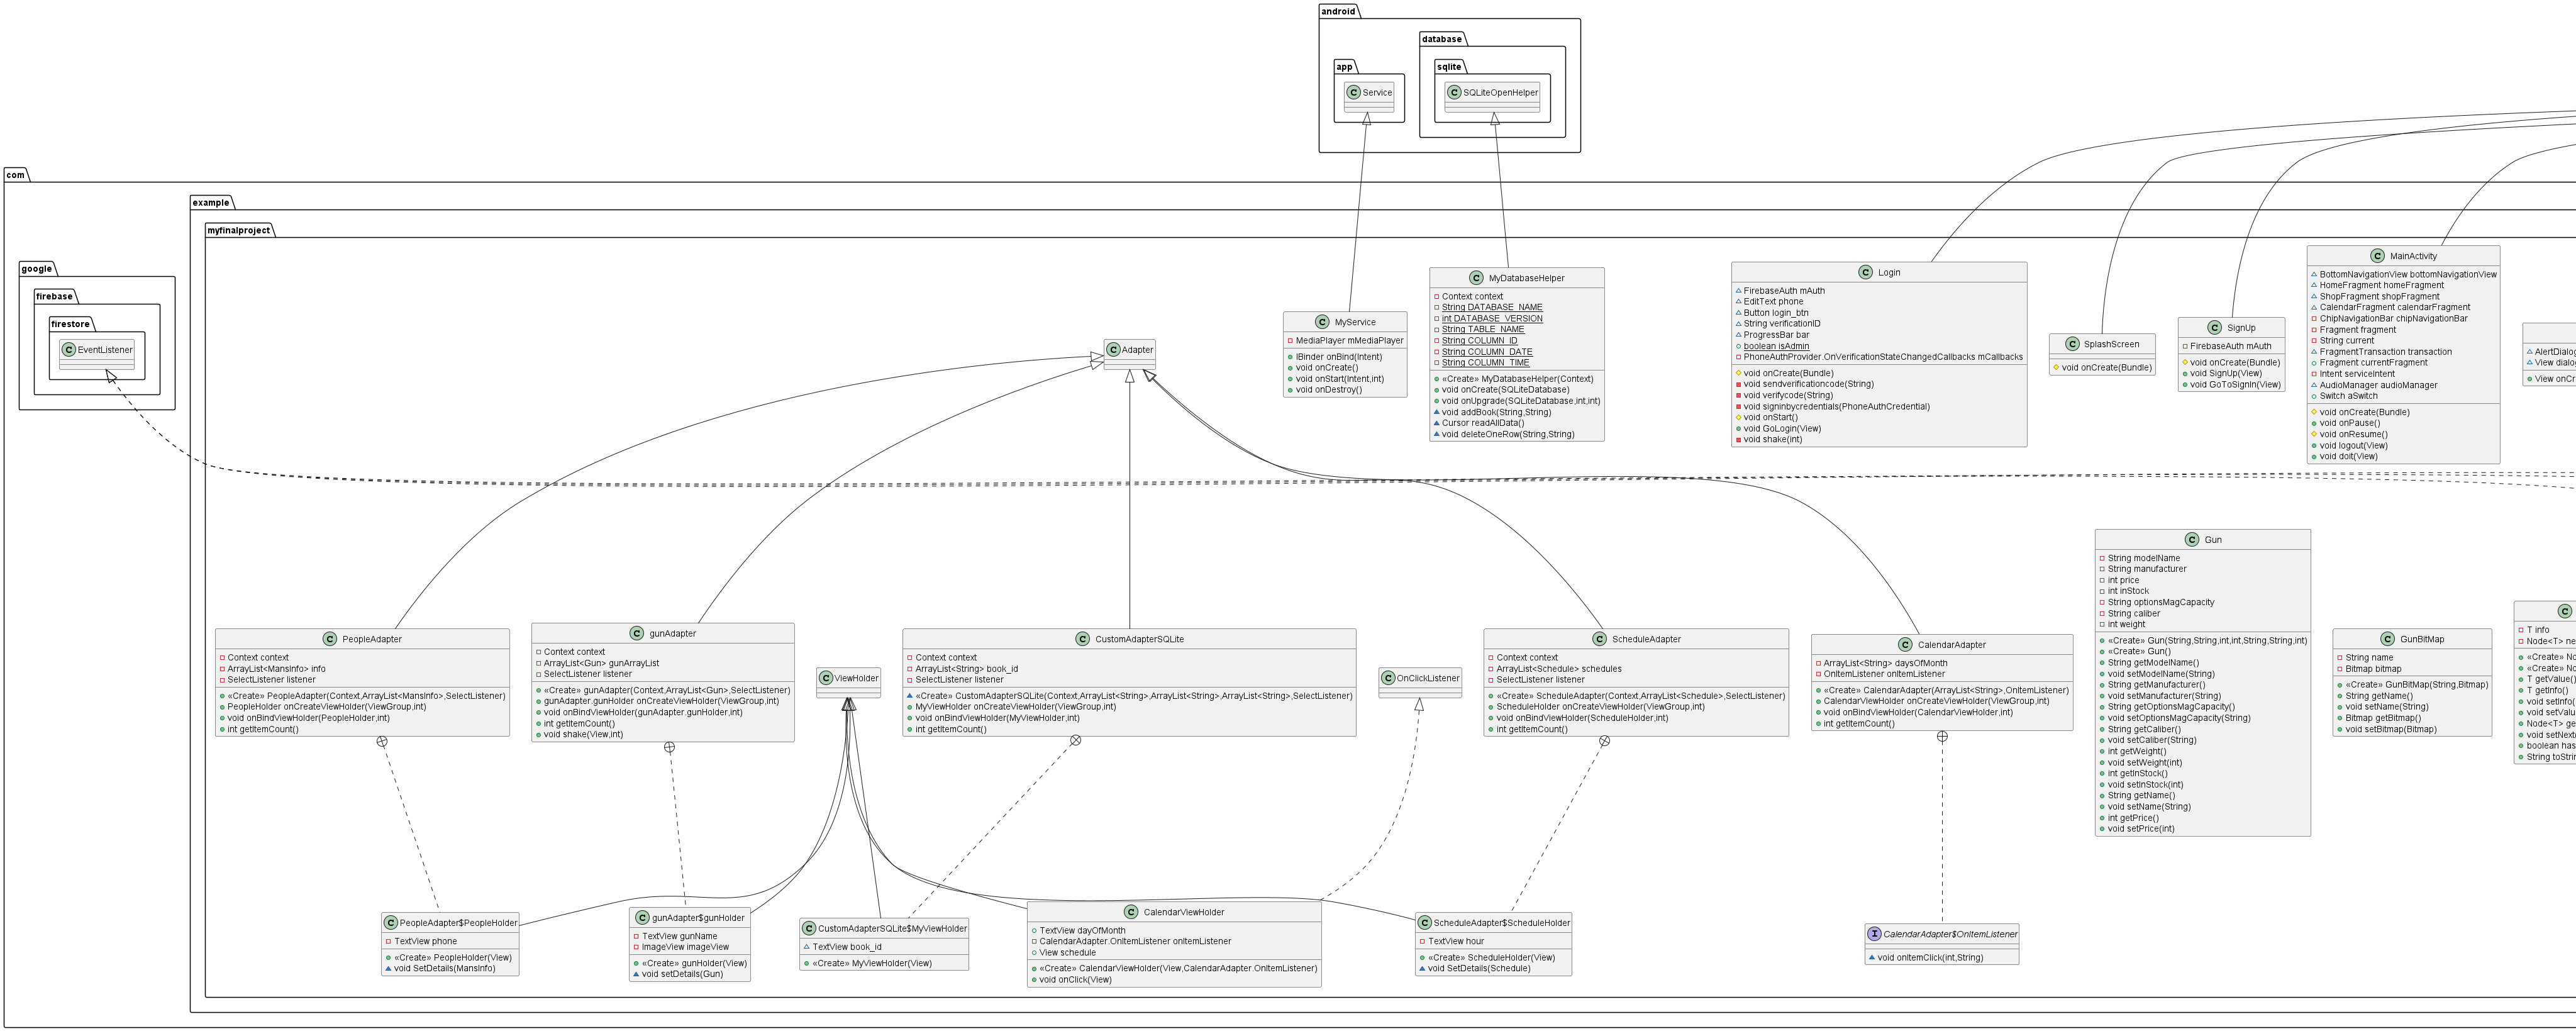 android
database
app
sqlite
C Service
C SQLiteOpenHelper
com
example
myfinalproject
google
firebase
firestore
C EventListener
C Adapter
C MyService
MediaPlayer mMediaPlayer
IBinder onBind(Intent)
void onCreate()
void onStart(Intent,int)
void onDestroy()
C MyDatabaseHelper
Context context
String DATABASE_NAME
int DATABASE_VERSION
String TABLE_NAME
String COLUMN_ID
String COLUMN_DATE
String COLUMN_TIME
«Create» MyDatabaseHelper(Context)
void onCreate(SQLiteDatabase)
void onUpgrade(SQLiteDatabase,int,int)
void addBook(String,String)
Cursor readAllData()
void deleteOneRow(String,String)
C Login
FirebaseAuth mAuth
EditText phone
Button login_btn
String verificationID
ProgressBar bar
boolean isAdmin
PhoneAuthProvider.OnVerificationStateChangedCallbacks mCallbacks
void onCreate(Bundle)
void sendverificationcode(String)
void verifycode(String)
void signinbycredentials(PhoneAuthCredential)
void onStart()
void GoLogin(View)
void shake(int)
C SplashScreen
void onCreate(Bundle)
C SignUp
FirebaseAuth mAuth
void onCreate(Bundle)
void SignUp(View)
void GoToSignIn(View)
C MainActivity
BottomNavigationView bottomNavigationView
HomeFragment homeFragment
ShopFragment shopFragment
CalendarFragment calendarFragment
ChipNavigationBar chipNavigationBar
Fragment fragment
String current
FragmentTransaction transaction
Fragment currentFragment
Intent serviceIntent
AudioManager audioManager
Switch aSwitch
void onCreate(Bundle)
void onPause()
void onResume()
void logout(View)
void doit(View)
AlertDialog
View dialog
View onCr
C PeopleAdapter
Context context
ArrayList<MansInfo> info
SelectListener listener
«Create» PeopleAdapter(Context,ArrayList<MansInfo>,SelectListener)
PeopleHolder onCreateViewHolder(ViewGroup,int)
void onBindViewHolder(PeopleHolder,int)
int getItemCount()
C gunAdapter
Context context
ArrayList<Gun> gunArrayList
SelectListener listener
«Create» gunAdapter(Context,ArrayList<Gun>,SelectListener)
gunAdapter.gunHolder onCreateViewHolder(ViewGroup,int)
void onBindViewHolder(gunAdapter.gunHolder,int)
int getItemCount()
void shake(View,int)
C ViewHolder
C CustomAdapterSQLite
Context context
ArrayList<String> book_id
SelectListener listener
«Create» CustomAdapterSQLite(Context,ArrayList<String>,ArrayList<String>,ArrayList<String>,SelectListener)
MyViewHolder onCreateViewHolder(ViewGroup,int)
void onBindViewHolder(MyViewHolder,int)
int getItemCount()
C OnClickListener
C ScheduleAdapter
Context context
ArrayList<Schedule> schedules
SelectListener listener
«Create» ScheduleAdapter(Context,ArrayList<Schedule>,SelectListener)
ScheduleHolder onCreateViewHolder(ViewGroup,int)
void onBindViewHolder(ScheduleHolder,int)
int getItemCount()
C CalendarAdapter
ArrayList<String> daysOfMonth
OnItemListener onItemListener
«Create» CalendarAdapter(ArrayList<String>,OnItemListener)
CalendarViewHolder onCreateViewHolder(ViewGroup,int)
void onBindViewHolder(CalendarViewHolder,int)
int getItemCount()
C Gun
String modelName
String manufacturer
int price
int inStock
String optionsMagCapacity
String caliber
int weight
«Create» Gun(String,String,int,int,String,String,int)
«Create» Gun()
String getModelName()
void setModelName(String)
String getManufacturer()
void setManufacturer(String)
String getOptionsMagCapacity()
void setOptionsMagCapacity(String)
String getCaliber()
void setCaliber(String)
int getWeight()
void setWeight(int)
int getInStock()
void setInStock(int)
String getName()
void setName(String)
int getPrice()
void setPrice(int)
C GunBitMap
String name
Bitmap bitmap
«Create» GunBitMap(String,Bitmap)
String getName()
void setName(String)
Bitmap getBitmap()
void setBitmap(Bitmap)
C
T info
Node<T> ne
«Create» No
«Create» No
T getValue()
T getInfo()
void setInfo(
void setValu
Node<T> ge
void setNext(
boolean has
String toStrin
C PeopleAdapter$PeopleHolder
TextView phone
«Create» PeopleHolder(View)
void SetDetails(MansInfo)
C gunAdapter$gunHolder
TextView gunName
ImageView imageView
«Create» gunHolder(View)
void setDetails(Gun)
C CustomAdapterSQLite$MyViewHolder
TextView book_id
«Create» MyViewHolder(View)
C CalendarViewHolder
TextView dayOfMonth
CalendarAdapter.OnItemListener onItemListener
View schedule
«Create» CalendarViewHolder(View,CalendarAdapter.OnItemListener)
void onClick(View)
C ScheduleAdapter$ScheduleHolder
TextView hour
«Create» ScheduleHolder(View)
void SetDetails(Schedule)
I CalendarAdapter$OnItemListener
void onItemClick(int,String)